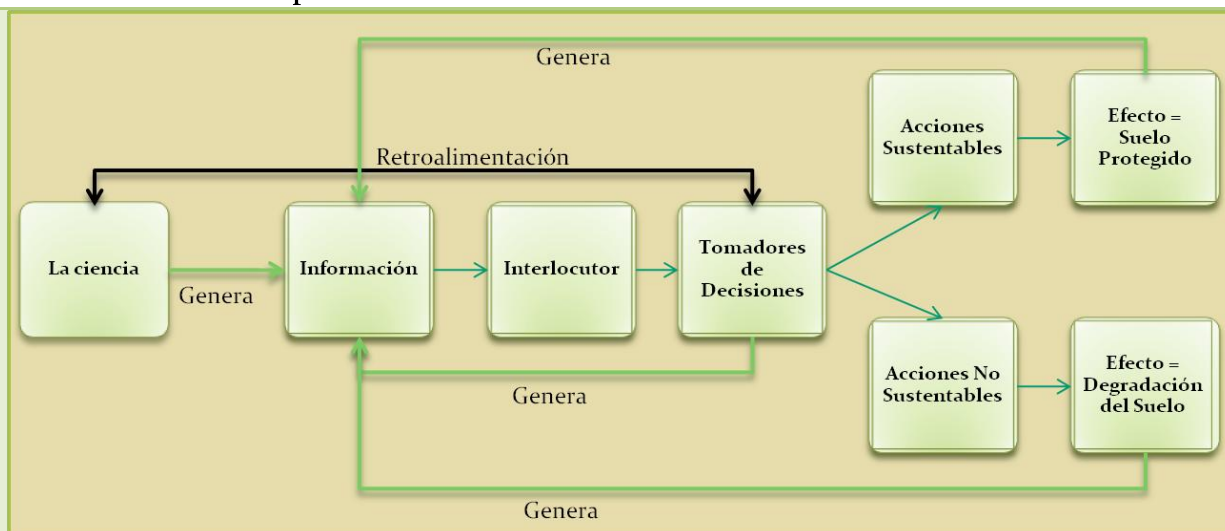 Genera
Retroalimentación
Acciones
Sustentables
Efecto =
Suelo
Protegido
La ciencia
Genera
Información
Interlocutor
Tomadores
de
Decisiones
Acciones No
Sustentables
Efecto =
Degradación
del Suelo
Genera
Genera